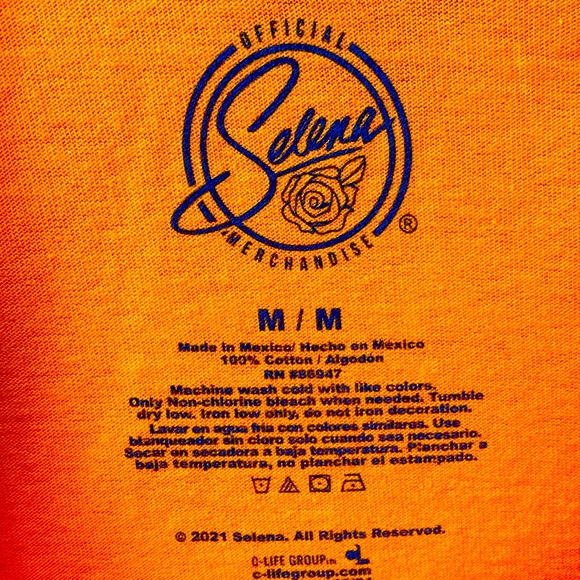 OFFICIAL
Selena
MERCHANDISE
®
M / M
Made in Mexico/ Hecho en México
100% Cotton / Algodón
RN #86947
Machine wash cold with like colors.
Only Non-chlorine bleach when needed. Tumble
dry low. Iron low only, do not iron decoration.
Lavar en agua fria con colores similares. Use
blanqueador sin cloro solo cuando sea necesario.
Secar en secadora a baja temperatura. Planchar a
baja temperatura, no planchar el estampado.
© 2021 Selena. All Rights Reserved.
C-LIFE GROUP LTD.
c-lifegroup.com